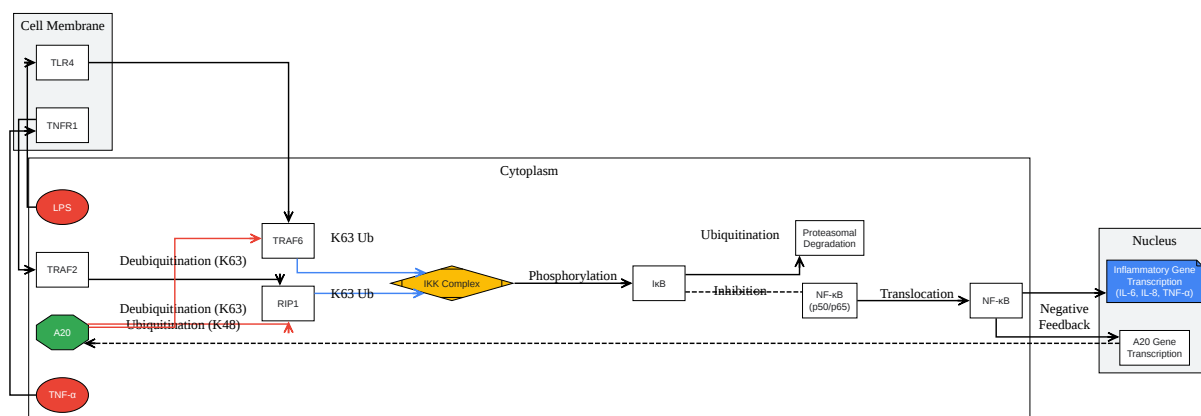 Cell Membrane
TLR4
TNFR1
Cytoplasm
LPS
TRAF2
A20
TNF-α
Deubiquitination (K63)
Deubiquitination (K63)
Ubiquitination (K48)
TRAF6
RIP1
K63 Ub
K63 Ub
IKK Complex
Phosphorylation
IκB
Ubiquitination
Inhibition
Proteasomal
Degradation
NF-κB
(p50/p65)
Translocation
NF-κB
Negative
Feedback
Nucleus
Inflammatory Gene
Transcription
(IL-6, IL-8, TNF-α)
A20 Gene
Transcription